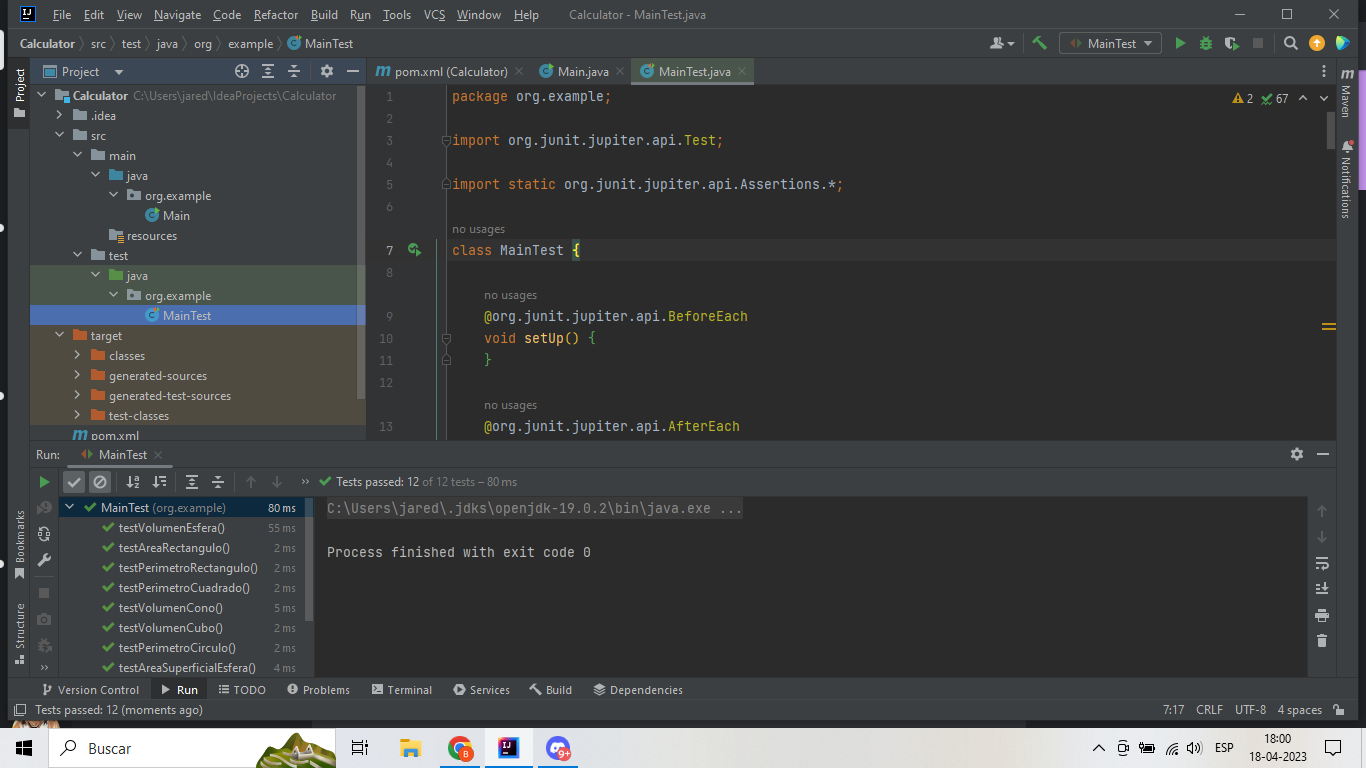 File Edit View Navigate Code Refactor Build Run Tools VCS Window Help Calculator - MainTest.java
Calculator src test java org example MainTest MainTest
Project pom.xml (Calculator) Main.java MainTest.java
Project
Calculator C:\Users\jared\IdeaProjects\Calculator
.idea
src
main
java
org.example
Main
resources
test
java
org.example
MainTest
target
classes
generated-sources
generated-test-sources
test-classes
pom.xml
2 67
1 package org.example;
2
3 import org.junit.jupiter.api.Test;
4
5 import static org.junit.jupiter.api.Assertions.*;
6
no usages
7 class MainTest {
8
no usages
9 @org.junit.jupiter.api.BeforeEach
10 void setUp() {
11 }
12
no usages
13 @org.junit.jupiter.api.AfterEach
Maven
Notifications
Run: MainTest
Tests passed: 12 of 12 tests – 80 ms
MainTest (org.example) 80 ms
testVolumenEsfera() 55 ms
testAreaRectangulo() 2 ms
testPerimetroRectangulo() 2 ms
testPerimetroCuadrado() 2 ms
testVolumenCono() 5 ms
testVolumenCubo() 2 ms
testPerimetroCirculo() 2 ms
testAreaSuperficialEsfera() 4 ms
C:\Users\jared\.jdks\openjdk-19.0.2\bin\java.exe ...
Process finished with exit code 0
Bookmarks
Structure
Version Control Run TODO Problems Terminal Services Build Dependencies
Tests passed: 12 (moments ago) 7:17 CRLF UTF-8 4 spaces
Buscar B 9+ ESP 18:00
18-04-2023